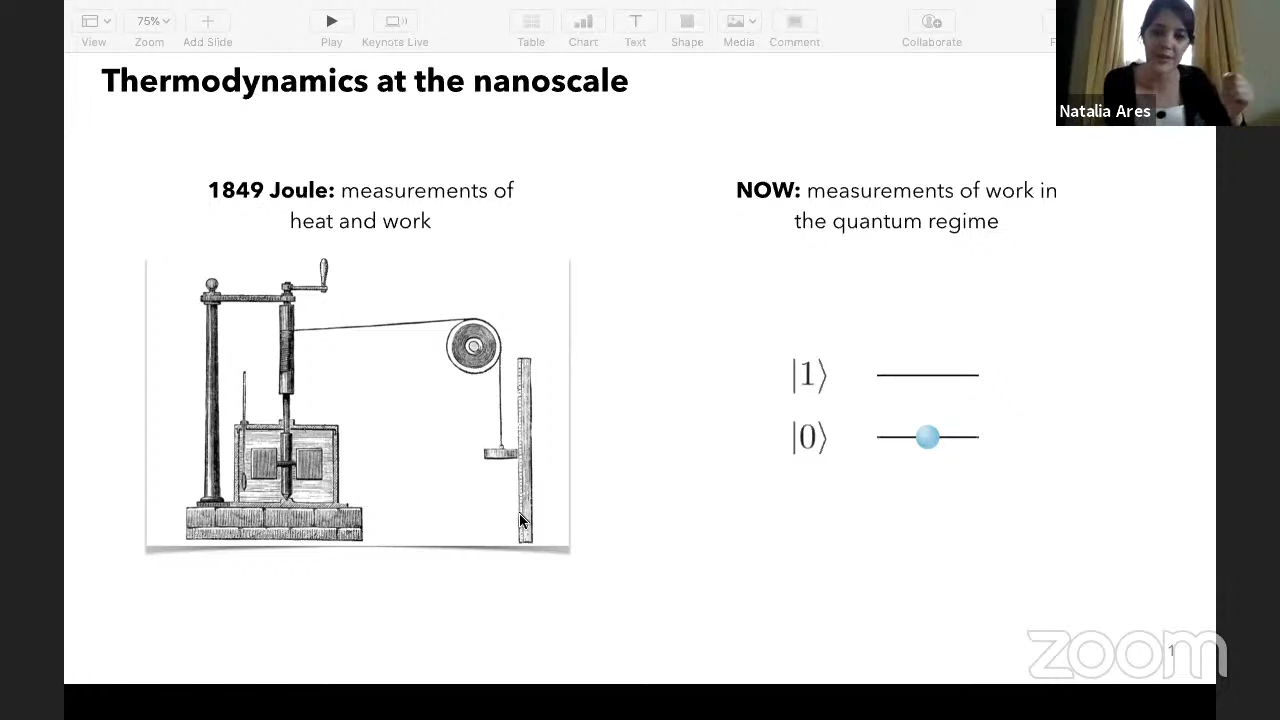 View
75%
Zoom
Add Slide
Play
Keynote Live
Table
Chart
Text
Shape
Media
Comment
Collaborate
Natalia Ares
Thermodynamics at the nanoscale
1849 Joule: measurements of
heat and work
NOW: measurements of work in
the quantum regime
|1⟩
|0⟩
zoom
1